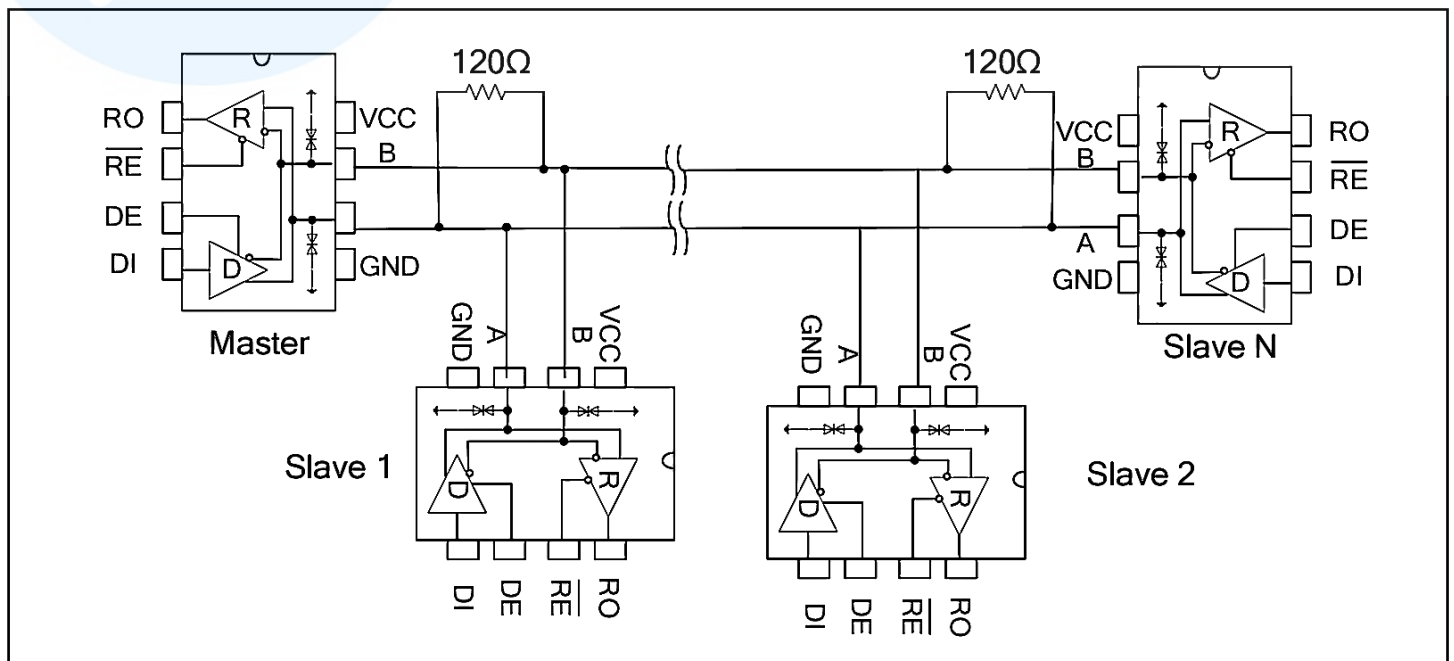 120Ω
120Ω
RO
R
VCC
RE
B
DE
DI
D
GND
Master
VCC
R
RO
B
RE
A
DE
GND
D
DI
Slave N
GND
A
B
VCC
Slave 1
D
R
DI
DE
RE
RO
GND
A
B
VCC
Slave 2
D
R
DI
DE
RE
RO